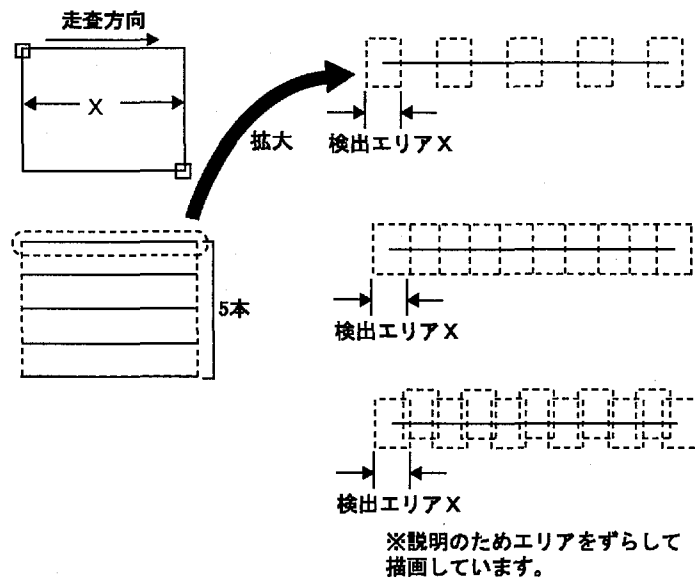 走査方向
X
拡大
検出エリアX
5本
検出エリアX
検出エリアX
※説明のためエリアをずらして
描画しています。